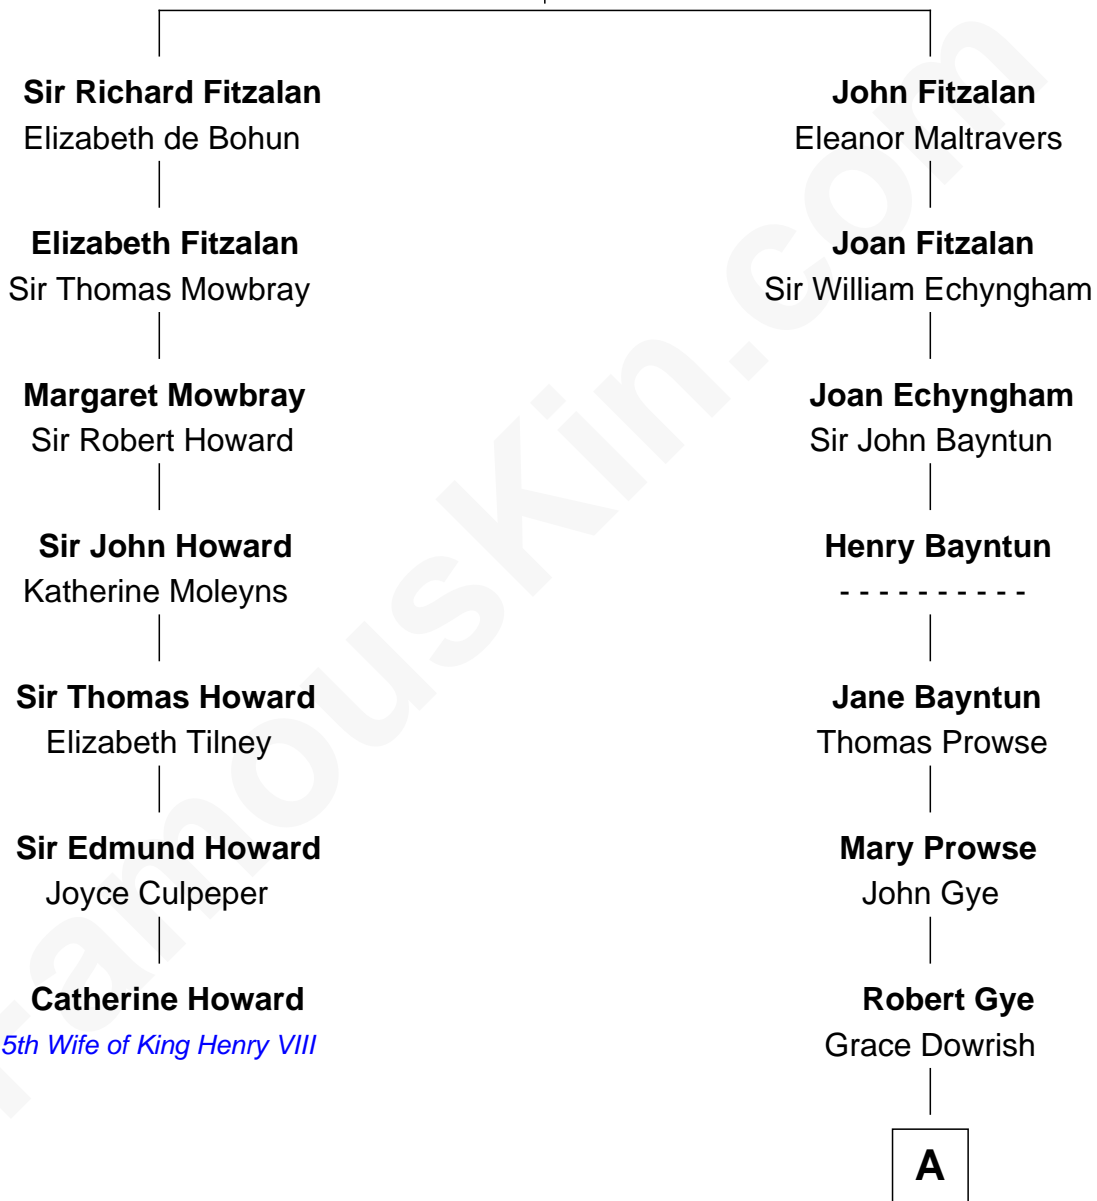 Sir Richard Fitzalan
Elizabeth de Bohun
Elizabeth Fitzalan
Sir Thomas Mowbray
Margaret Mowbray
Sir Robert Howard
Sir John Howard
Katherine Moleyns
Sir Thomas Howard
Elizabeth Tilney
Sir Edmund Howard
Joyce Culpeper
Catherine Howard
5th Wife of King Henry VIII
John Fitzalan
Eleanor Maltravers
Joan Fitzalan
Sir William Echyngham
Joan Echyngham
Sir John Bayntun
Henry Bayntun
- - - - - - - - - -
Jane Bayntun
Thomas Prowse
Mary Prowse
John Gye
Robert Gye
Grace Dowrish
A
FamousKin.com